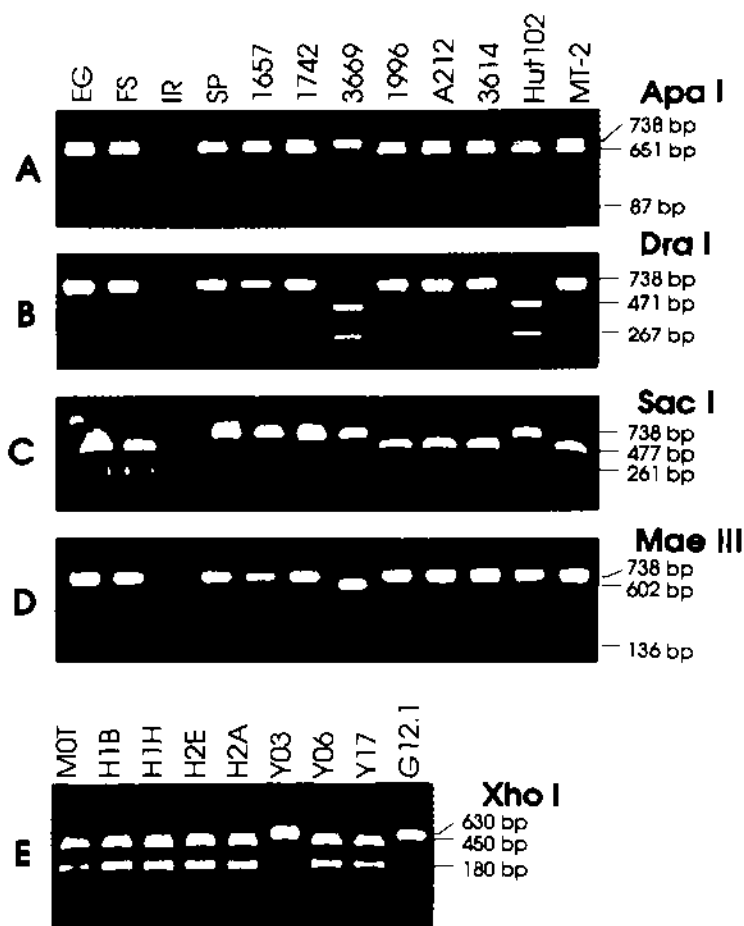 EG FS IR SP 1657 1742 3669 1996 A212 3614 Hut102 MT-2
Apa I
A
738 bp
651 bp
87 bp
Dra I
B
738 bp
471 bp
267 bp
Sac I
C
738 bp
477 bp
261 bp
Mae III
D
738 bp
602 bp
136 bp
M0T H1B H1H H2E H2A Y03 Y06 Y17 G12.1
Xho I
E
630 bp
450 bp
180 bp